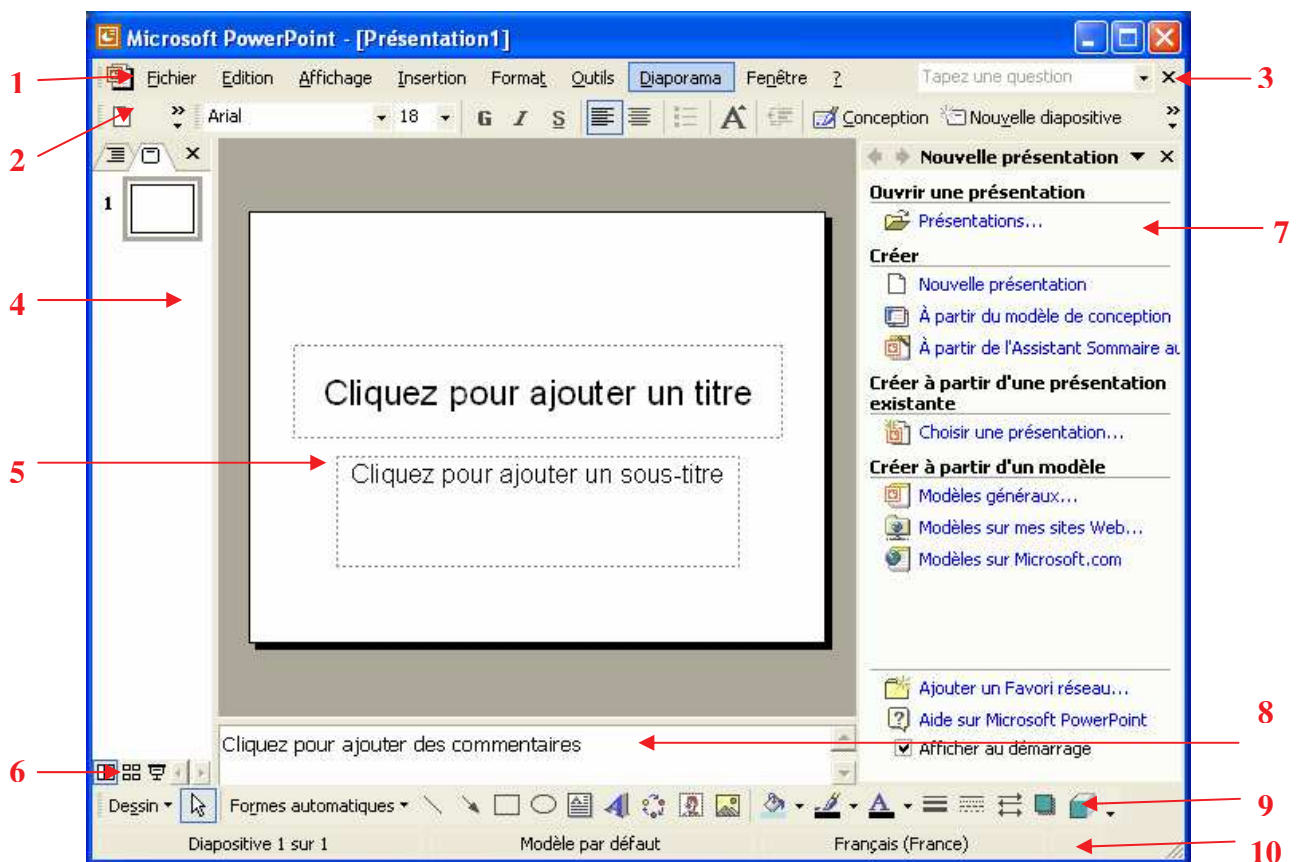 Microsoft PowerPoint - [Présentation1]
1 Fichier Edition Affichage Insertion Format Outils Diaporama Fenêtre ? Tapez une question 3
2 Arial 18 G I S Conception Nouvelle diapositive
Nouvelle présentation
1
Ouvrir une présentation
Présentations... 7
Créer
Nouvelle présentation
4
À partir du modèle de conception
À partir de l'Assistant Sommaire au
Créer à partir d'une présentation
existante
Choisir une présentation...
Cliquez pour ajouter un titre
5 Cliquez pour ajouter un sous-titre
Créer à partir d'un modèle
Modèles généraux...
Modèles sur mes sites Web...
Modèles sur Microsoft.com
Ajouter un Favori réseau...
Aide sur Microsoft PowerPoint
Afficher au démarrage
Cliquez pour ajouter des commentaires 8
6
Dessin Formes automatiques A 9
Diapositive 1 sur 1 Modèle par défaut Français (France) 10